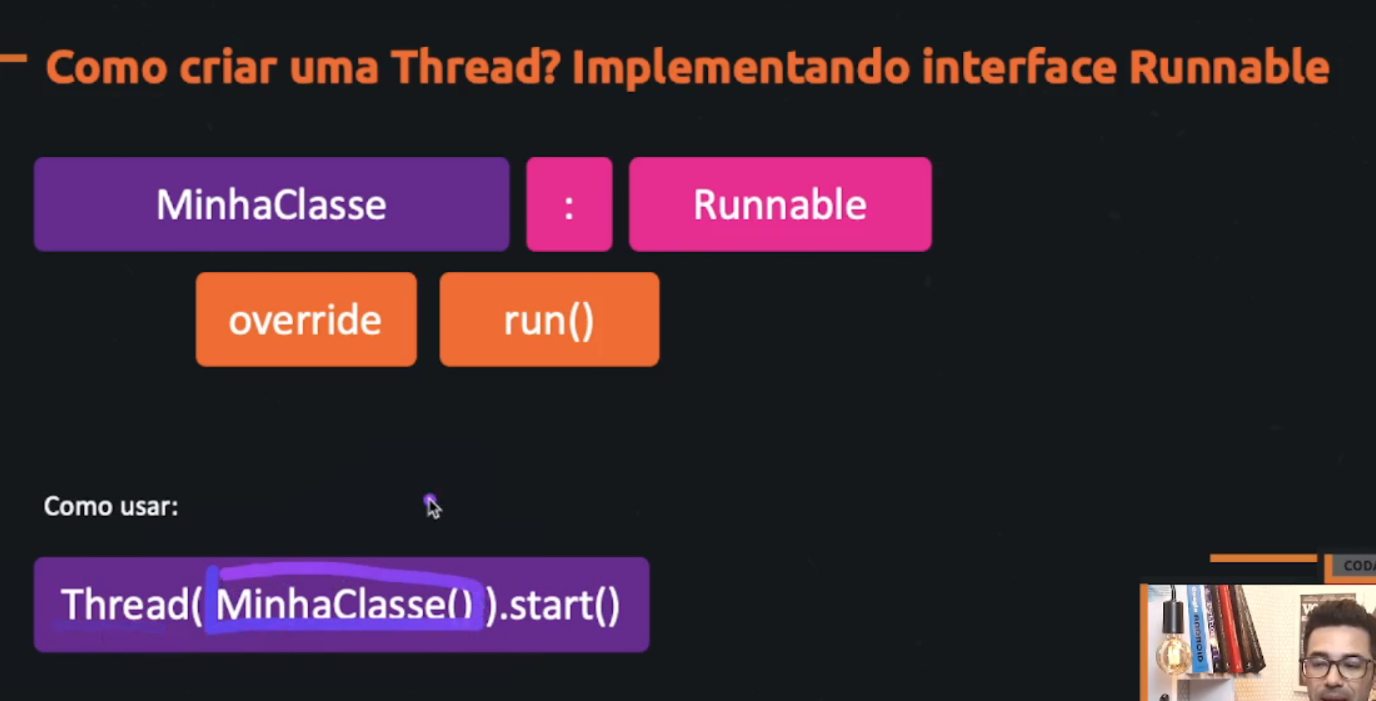 Como criar uma Thread? Implementando interface Runnable
MinhaClasse : Runnable
override run()
Como usar:
Thread( MinhaClasse() ).start()